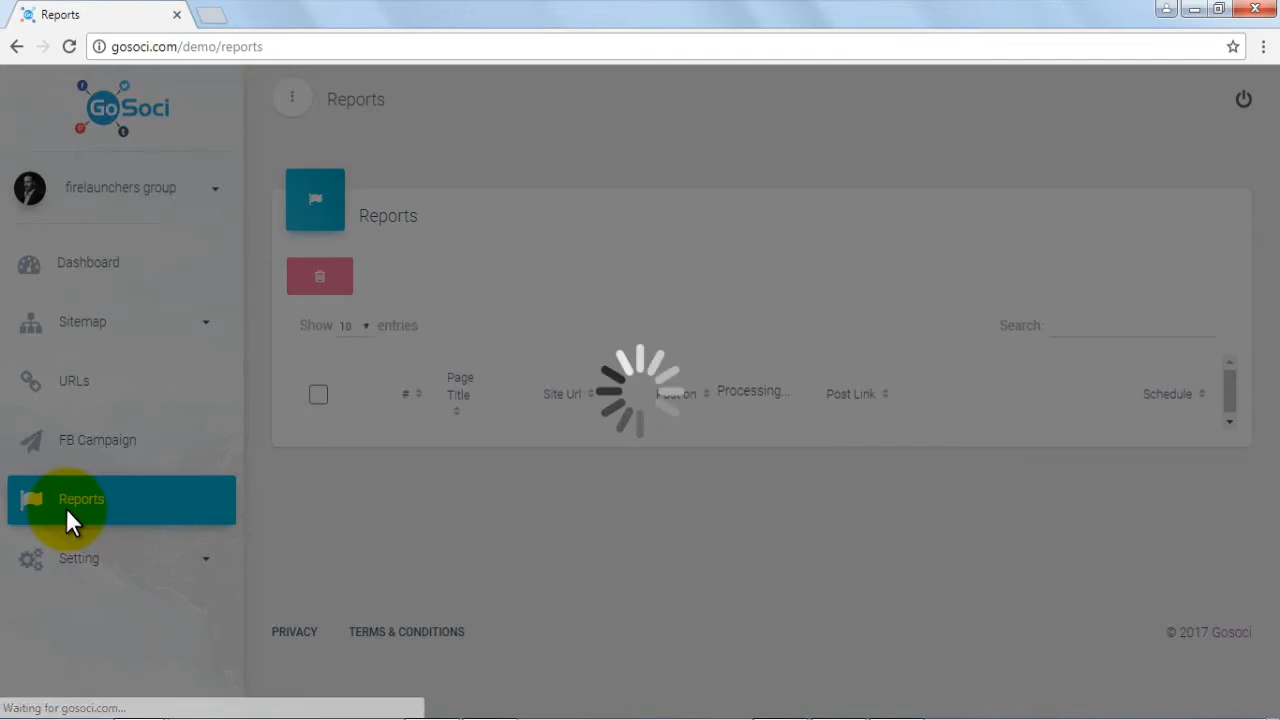 Reports
gosoci.com/demo/reports
GoSoci
Reports
firelaunchers group
Reports
Dashboard
Sitemap
Show 10 entries
Search:
URLs
Page
Title
#
Site Url
Post on
Processing...
Post Link
Schedule
FB Campaign
Reports
Setting
PRIVACY
TERMS & CONDITIONS
© 2017 Gosoci
Waiting for gosoci.com...